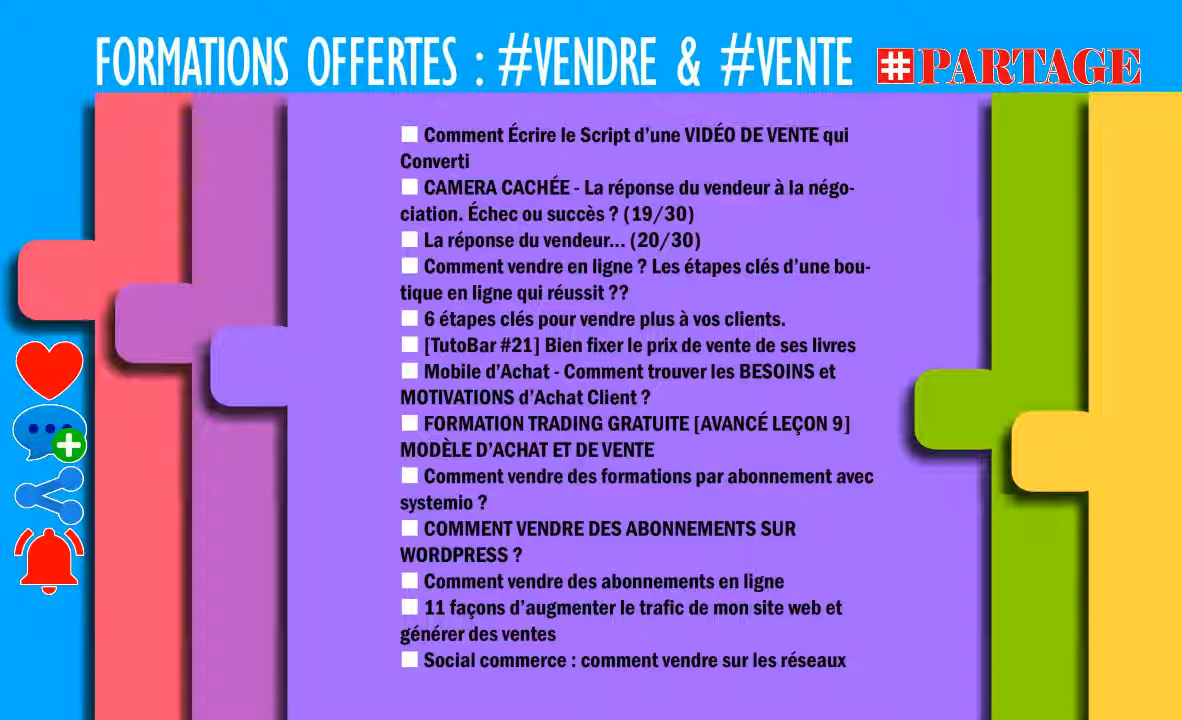 FORMATIONS OFFERTES : #VENDRE & #VENTE #PARTAGE
Comment Écrire le Script d’une VIDÉO DE VENTE qui
Converti
CAMERA CACHÉE - La réponse du vendeur à la négo-
ciation. Échec ou succès ? (19/30)
La réponse du vendeur... (20/30)
Comment vendre en ligne ? Les étapes clés d’une bou-
tique en ligne qui réussit ??
6 étapes clés pour vendre plus à vos clients.
[TutoBar #21] Bien fixer le prix de vente de ses livres
Mobile d’Achat - Comment trouver les BESOINS et
MOTIVATIONS d’Achat Client ?
FORMATION TRADING GRATUITE [AVANCÉ LEÇON 9]
MODÈLE D’ACHAT ET DE VENTE
Comment vendre des formations par abonnement avec
systemio ?
COMMENT VENDRE DES ABONNEMENTS SUR
WORDPRESS ?
Comment vendre des abonnements en ligne
11 façons d’augmenter le trafic de mon site web et
générer des ventes
Social commerce : comment vendre sur les réseaux